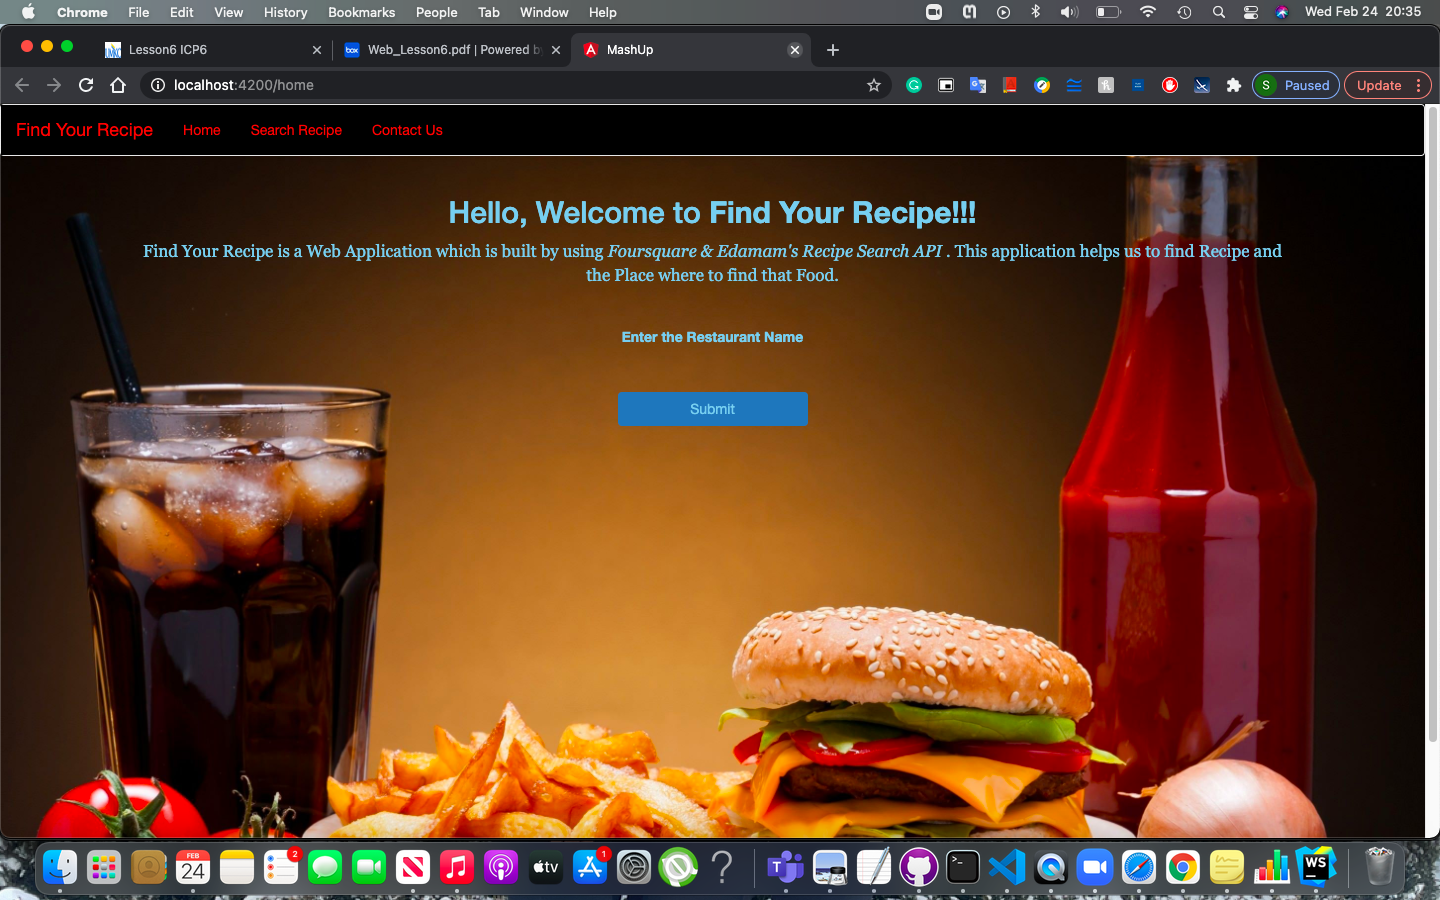 Chrome File Edit View History Bookmarks People Tab Window Help Wed Feb 24 20:35
Lesson6 ICP6 Web_Lesson6.pdf | Powered b MashUp
localhost:4200/home S Paused Update
Find Your Recipe Home Search Recipe Contact Us
Hello, Welcome to Find Your Recipe!!!
Find Your Recipe is a Web Application which is built by using Foursquare & Edamam's Recipe Search API . This application helps us to find Recipe and
the Place where to find that Food.
Enter the Restaurant Name
Submit
FEB
24
2
tv
1
WS